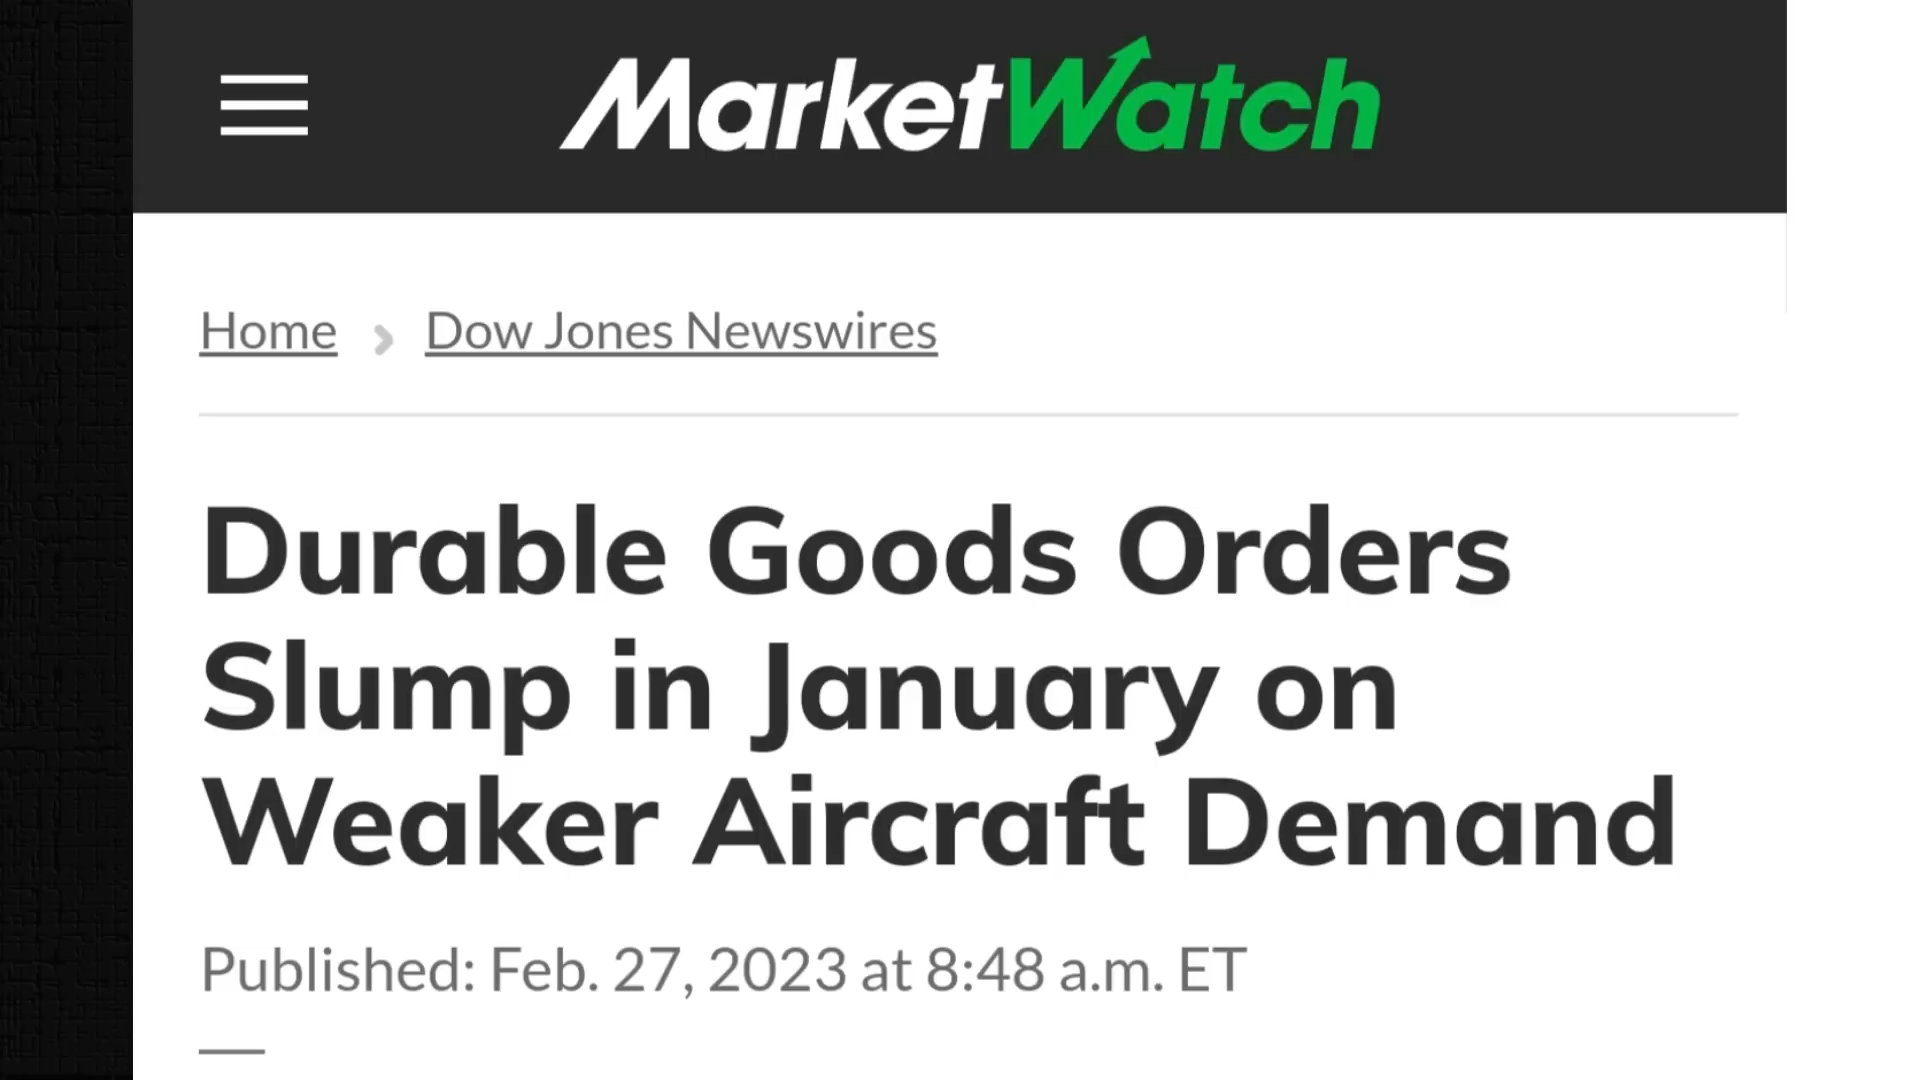 MarketWatch
Home > Dow Jones Newswires
Durable Goods Orders
Slump in January on
Weaker Aircraft Demand
Published: Feb. 27, 2023 at 8:48 a.m. ET